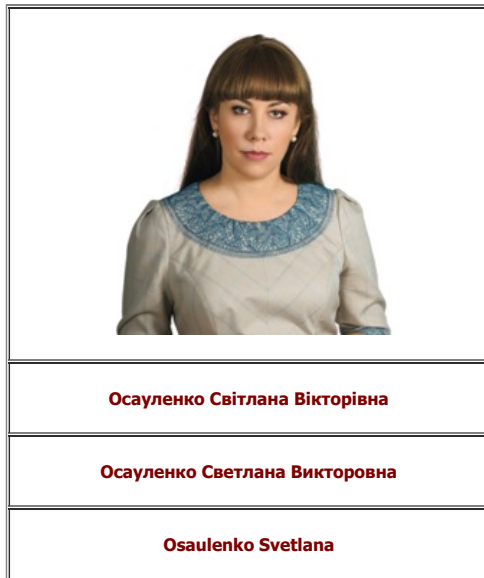 Осауленко Світлана Вікторівна
Осауленко Светлана Викторовна
Osaulenko Svetlana